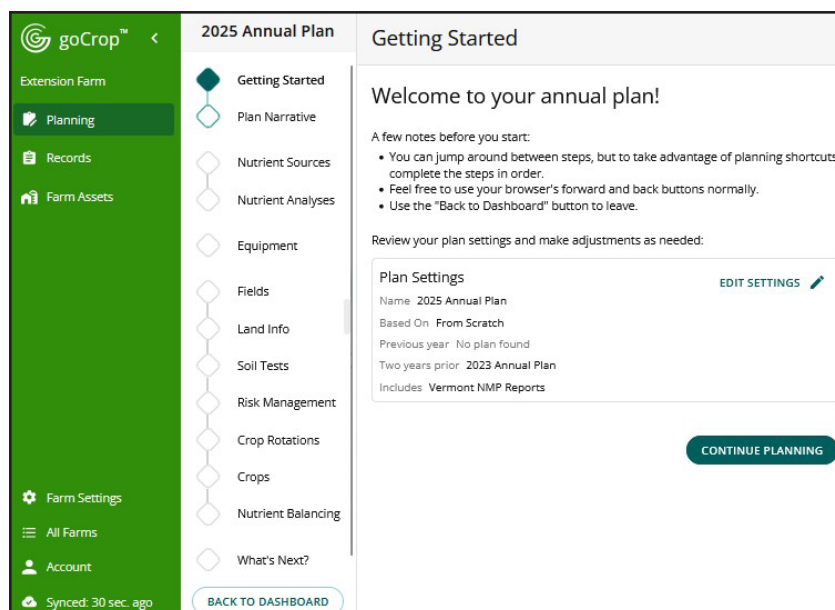 goCrop™
Extension Farm
Planning
Records
Farm Assets
Farm Settings
All Farms
Account
Synced: 30 sec. ago
2025 Annual Plan
Getting Started
Plan Narrative
Nutrient Sources
Nutrient Analyses
Equipment
Fields
Land Info
Soil Tests
Risk Management
Crop Rotations
Crops
Nutrient Balancing
What's Next?
BACK TO DASHBOARD
Getting Started
Welcome to your annual plan!
A few notes before you start:
• You can jump around between steps, but to take advantage of planning shortcuts
complete the steps in order.
• Feel free to use your browser's forward and back buttons normally.
• Use the "Back to Dashboard" button to leave.
Review your plan settings and make adjustments as needed:
Plan Settings
EDIT SETTINGS
Name 2025 Annual Plan
Based On From Scratch
Previous year No plan found
Two years prior 2023 Annual Plan
Includes Vermont NMP Reports
CONTINUE PLANNING